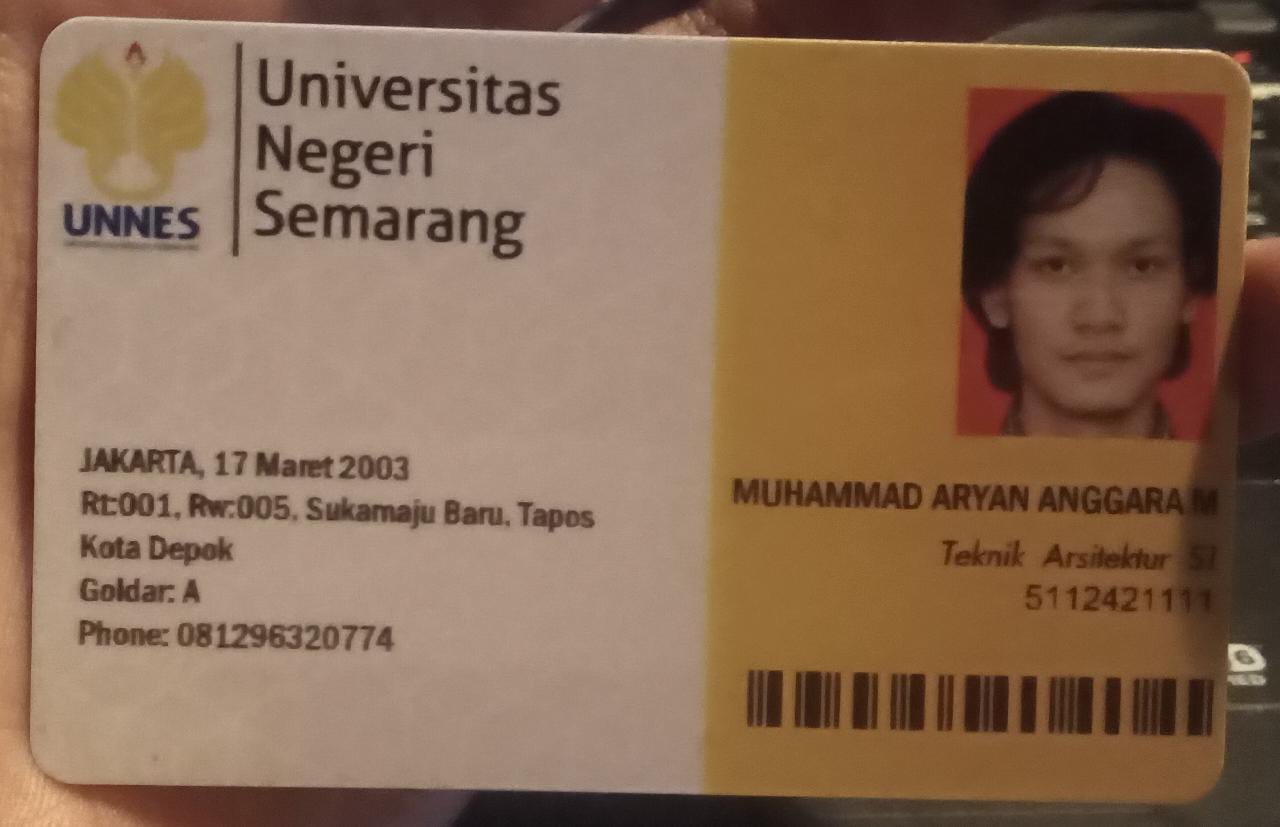 UNNES
Universitas
Negeri
Semarang
JAKARTA, 17 Maret 2003
Rt:001, Rw:005, Sukamaju Baru, Tapos
Kota Depok
Goldar: A
Phone: 081296320774
MUHAMMAD ARYAN ANGGARA M
Teknik Arsitektur S1
5112421111